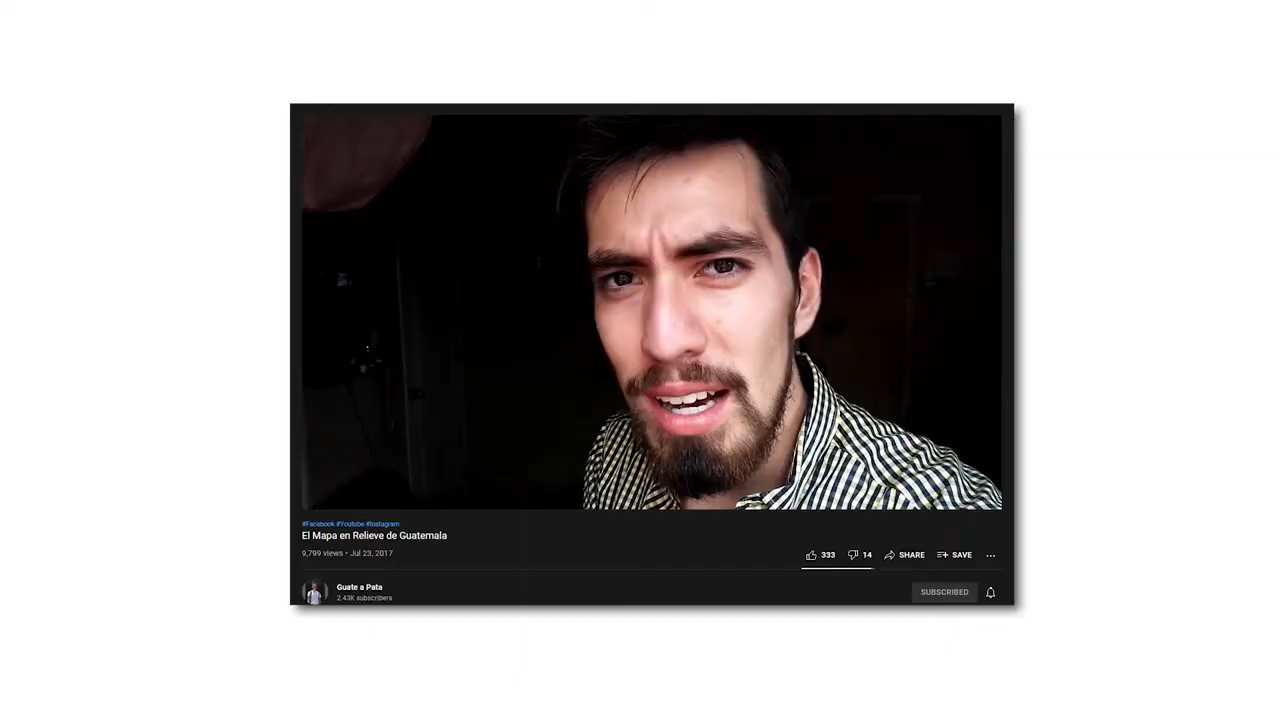 #Facebook #Youtube #Instagram
El Mapa en Relieve de Guatemala
9,799 views • Jul 23, 2017
333 14 SHARE SAVE ...
Guate a Pata
2.43K subscribers
SUBSCRIBED